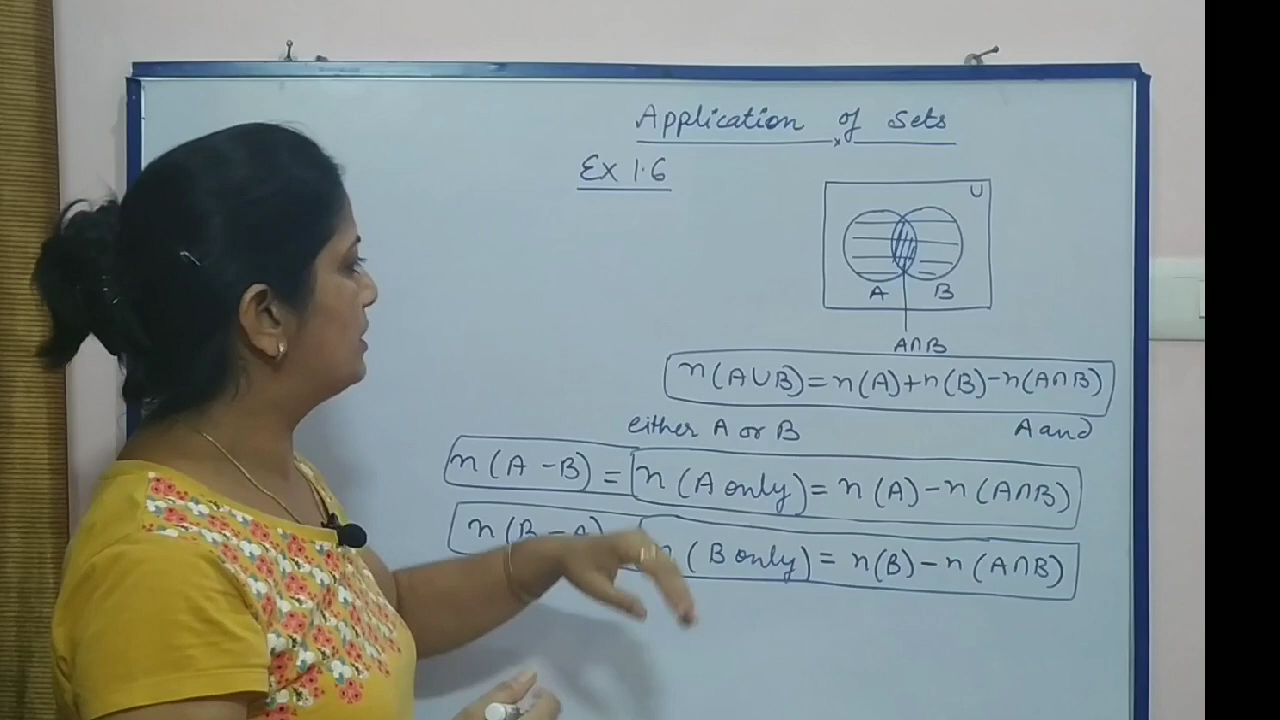 Application of Sets
Ex 1.6
U
A B
A∩B
n(A∪B)=n(A)+n(B)-n(A∩B)
either A or B A and
n(A-B)= n(A only)= n(A)-n(A∩B)
n(B-A) (B only)= n(B)-n(A∩B)